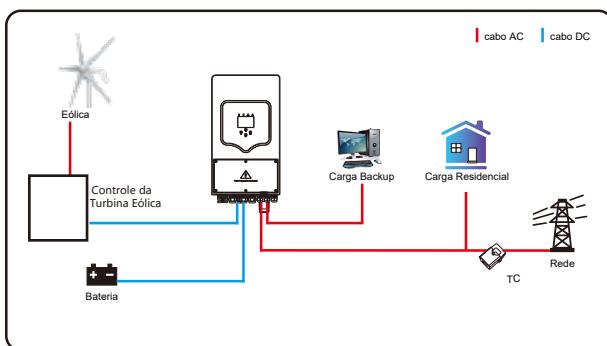 cabo AC
cabo DC
Eólica
Controle da
Turbina Eólica
Bateria
Carga Backup
Carga Residencial
TC
Rede